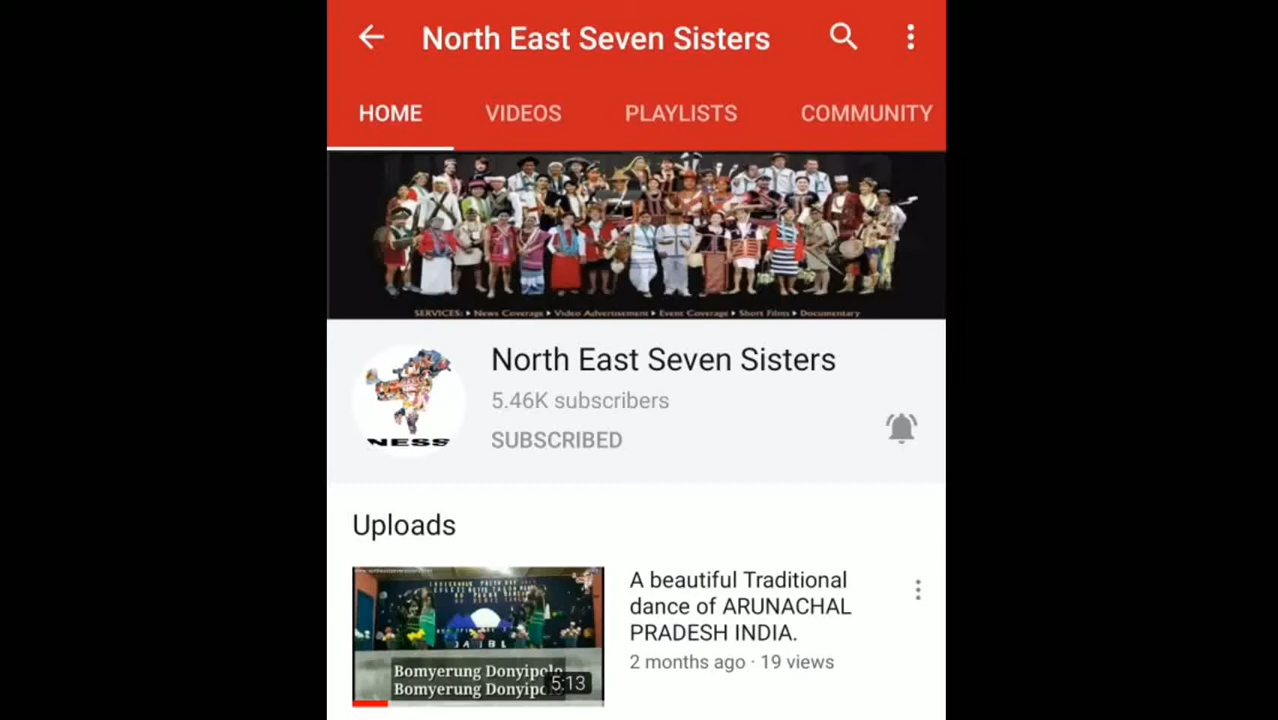 North East Seven Sisters
HOME VIDEOS PLAYLISTS COMMUNITY
SERVICES: ▸ News Coverage ▸ Video Advertisement ▸ Event Coverage ▸ Short Films ▸ Documentary
NESS
North East Seven Sisters
5.46K subscribers
SUBSCRIBED
Uploads
Bomyerung Donyipolo
Bomyerung
5:13
A beautiful Traditional
dance of ARUNACHAL
PRADESH INDIA.
2 months ago · 19 views